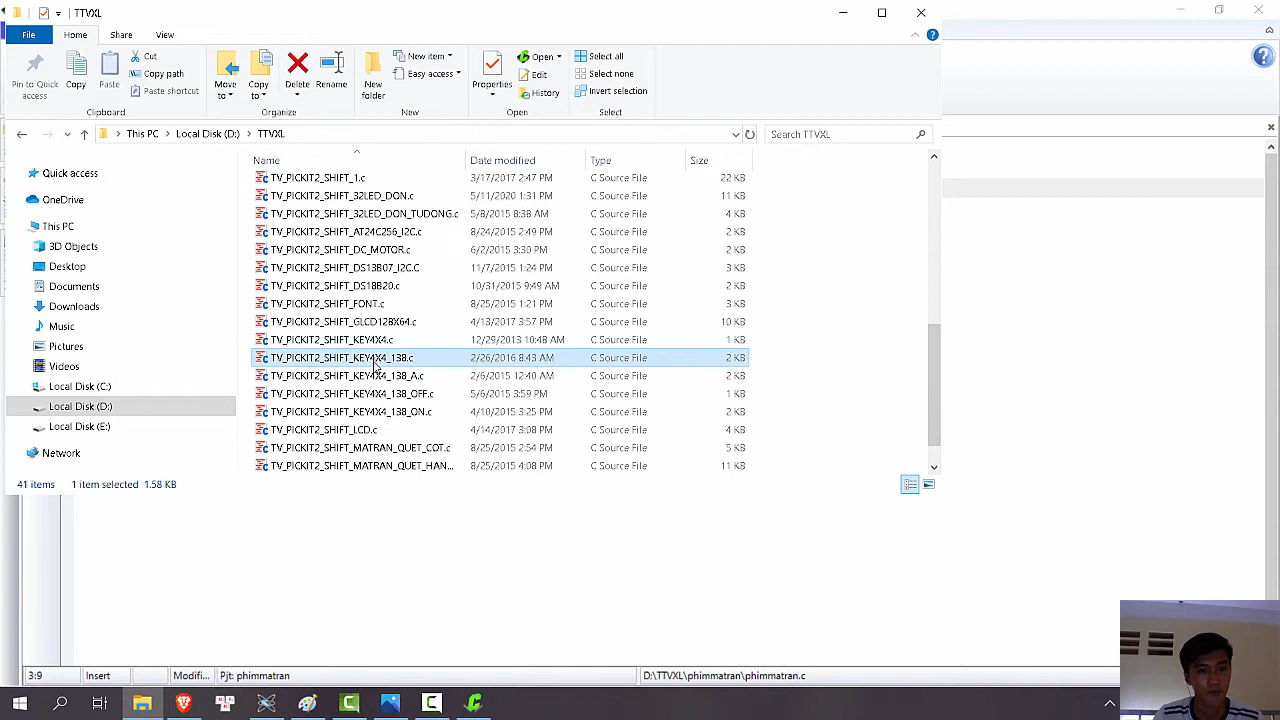 TTVXL
File Home Share View
Pin to Quick access
Copy
Paste
Cut
Copy path
Paste shortcut
Clipboard
Move to
Copy to
Delete
Rename
Organize
New folder
New item
Easy access
New
Properties
Open
Edit
History
Open
Select all
Select none
Invert selection
Select
This PC Local Disk (D:) TTVXL
Search TTVXL
Quick access
OneDrive
This PC
3D Objects
Desktop
Documents
Downloads
Music
Pictures
Videos
Local Disk (C:)
Local Disk (D:)
Local Disk (E:)
Network
Name Date modified Type Size
TV_PICKIT2_SHIFT_1.c 3/17/2017 2:47 PM C Source File 22 KB
TV_PICKIT2_SHIFT_32LED_DON.c 5/11/2020 1:31 PM C Source File 11 KB
TV_PICKIT2_SHIFT_32LED_DON_TUDONG.c 5/8/2015 8:38 AM C Source File 4 KB
TV_PICKIT2_SHIFT_AT24C256_I2C.c 8/24/2015 2:49 PM C Source File 2 KB
TV_PICKIT2_SHIFT_DC_MOTOR.c 6/2/2015 3:30 PM C Source File 2 KB
TV_PICKIT2_SHIFT_DS13B07_I2C.C 11/7/2015 1:24 PM C Source File 3 KB
TV_PICKIT2_SHIFT_DS18B20.c 10/31/2015 9:49 AM C Source File 2 KB
TV_PICKIT2_SHIFT_FONT.c 8/25/2015 1:21 PM C Source File 3 KB
TV_PICKIT2_SHIFT_GLCD128X64.c 4/13/2017 3:57 PM C Source File 10 KB
TV_PICKIT2_SHIFT_KEY4X4.c 12/29/2013 10:48 AM C Source File 1 KB
TV_PICKIT2_SHIFT_KEY4X4_138.c 2/26/2016 8:43 AM C Source File 2 KB
TV_PICKIT2_SHIFT_KEY4X4_138_A.c 2/6/2015 12:40 AM C Source File 2 KB
TV_PICKIT2_SHIFT_KEY4X4_138_OFF.c 5/6/2015 3:59 PM C Source File 1 KB
TV_PICKIT2_SHIFT_KEY4X4_138_ON.c 4/10/2015 3:25 PM C Source File 2 KB
TV_PICKIT2_SHIFT_LCD.c 4/14/2017 3:08 PM C Source File 4 KB
TV_PICKIT2_SHIFT_MATRAN_QUET_COT.c 8/25/2015 2:54 PM C Source File 5 KB
TV_PICKIT2_SHIFT_MATRAN_QUET_HAN... 8/25/2015 4:08 PM C Source File 11 KB
41 items 1 item selected 1.58 KB
3:9 Insert Modifi... Pjt: phimmatran D:\TTVXL\phimmatran\phimmatran.c